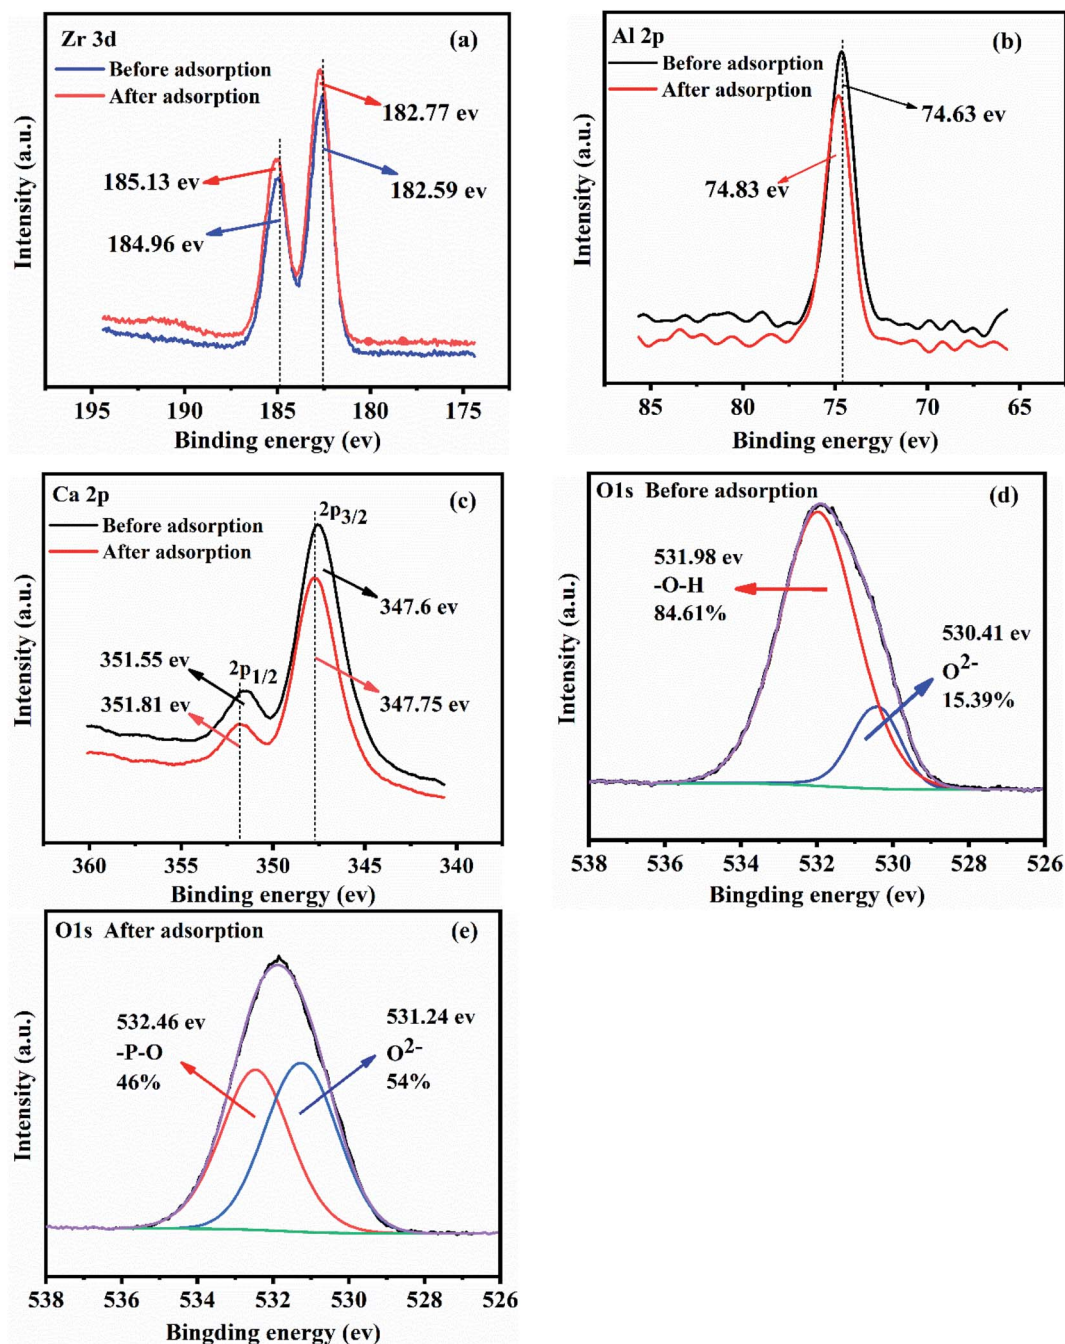 Zr 3d
(a)
Before adsorption
After adsorption
182.77 ev
185.13 ev
182.59 ev
184.96 ev
Intensity (a.u.)
195 190 185 180 175
Binding energy (ev)
Al 2p
(b)
Before adsorption
After adsorption
74.63 ev
74.83 ev
Intensity (a.u.)
85 80 75 70 65
Binding energy (ev)
Ca 2p
(c)
Before adsorption
After adsorption
2p3/2
347.6 ev
351.55 ev
2p1/2
351.81 ev
347.75 ev
Intensity (a.u.)
360 355 350 345 340
Binding energy (ev)
O1s Before adsorption
(d)
531.98 ev
-O-H
84.61%
530.41 ev
O2-
15.39%
Intensity (a.u.)
538 536 534 532 530 528 526
Bingding energy (ev)
O1s After adsorption
(e)
532.46 ev
-P-O
46%
531.24 ev
O2-
54%
Intensity (a.u.)
538 536 534 532 530 528 526
Bingding energy (ev)